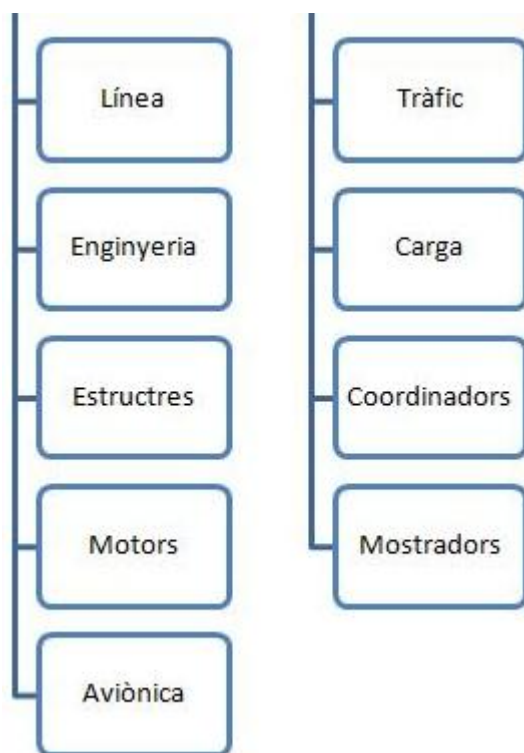 Línea
Enginyeria
Estructres
Motors
Aviònica
Tràfic
Carga
Coordinadors
Mostradors